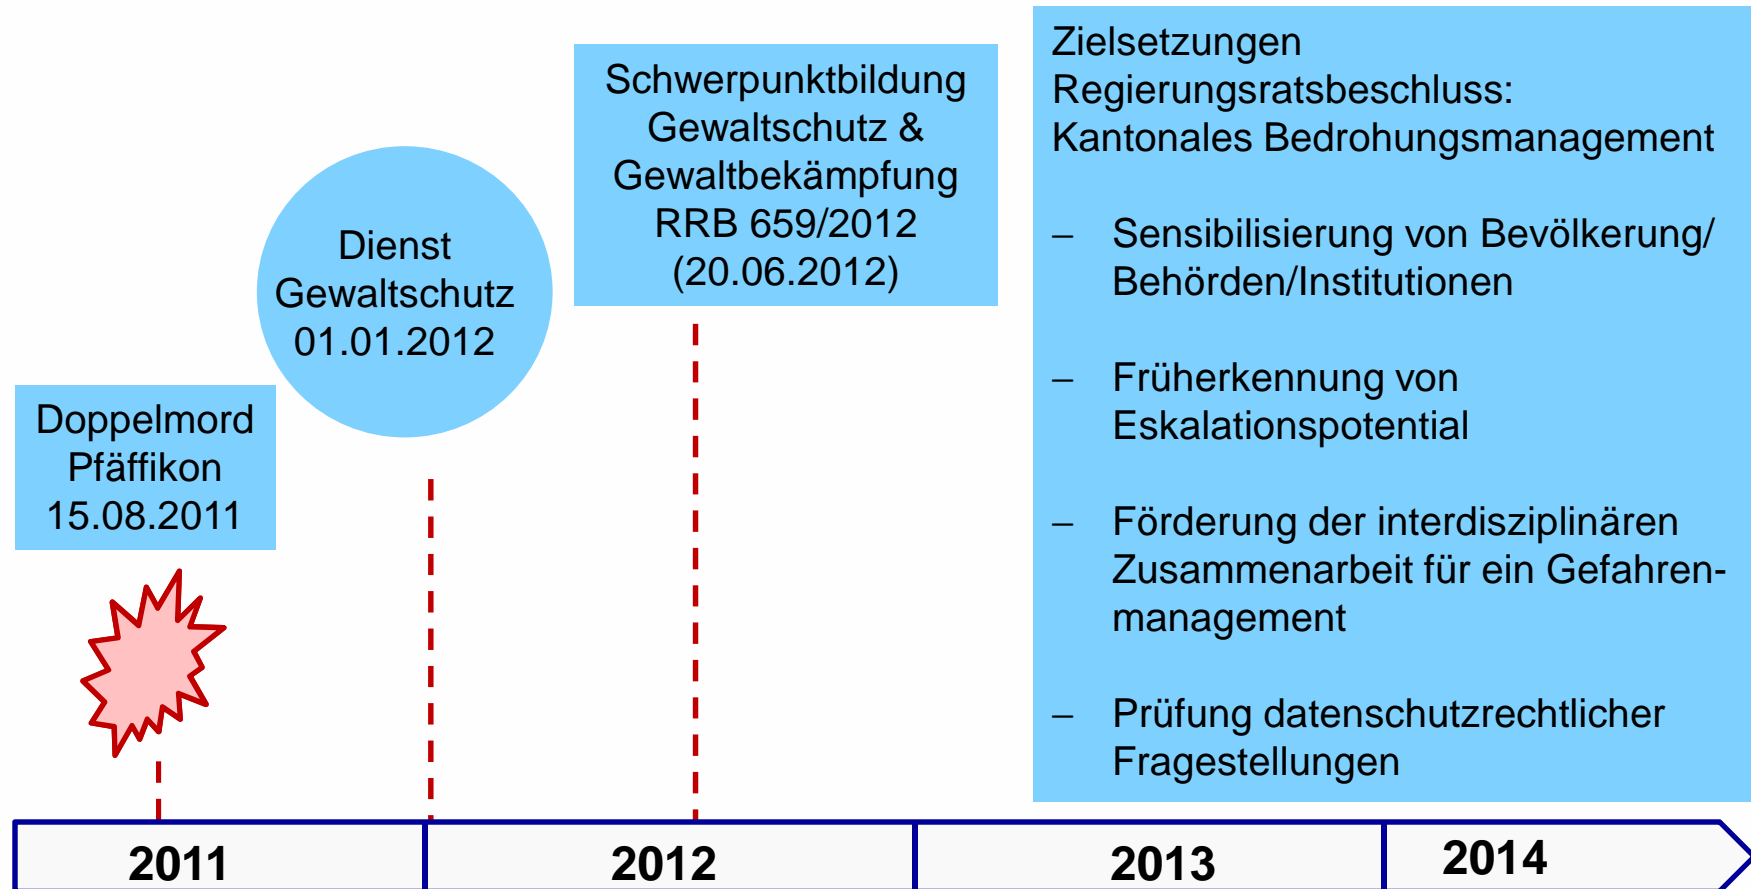 Doppelmord
Pfäffikon
15.08.2011
Dienst
Gewaltschutz
01.01.2012
Schwerpunktbildung
Gewaltschutz &
Gewaltbekämpfung
RRB 659/2012
(20.06.2012)
Zielsetzungen
Regierungsratsbeschluss:
Kantonales Bedrohungsmanagement
– Sensibilisierung von Bevölkerung/
Behörden/Institutionen
– Früherkennung von
Eskalationspotential
– Förderung der interdisziplinären
Zusammenarbeit für ein Gefahren-
management
– Prüfung datenschutzrechtlicher
Fragestellungen
2011
2012
2013
2014